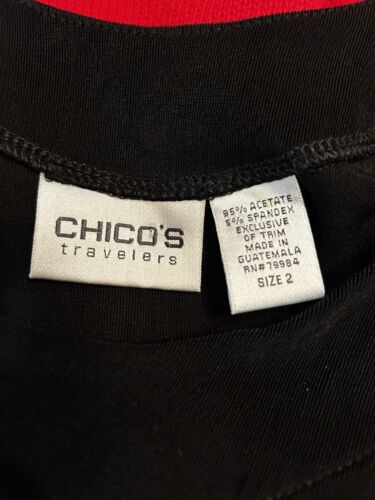 CHICO'S
travelers
95% ACETATE
5% SPANDEX
EXCLUSIVE
OF TRIM
MADE IN
GUATEMALA
RN#79984
SIZE 2